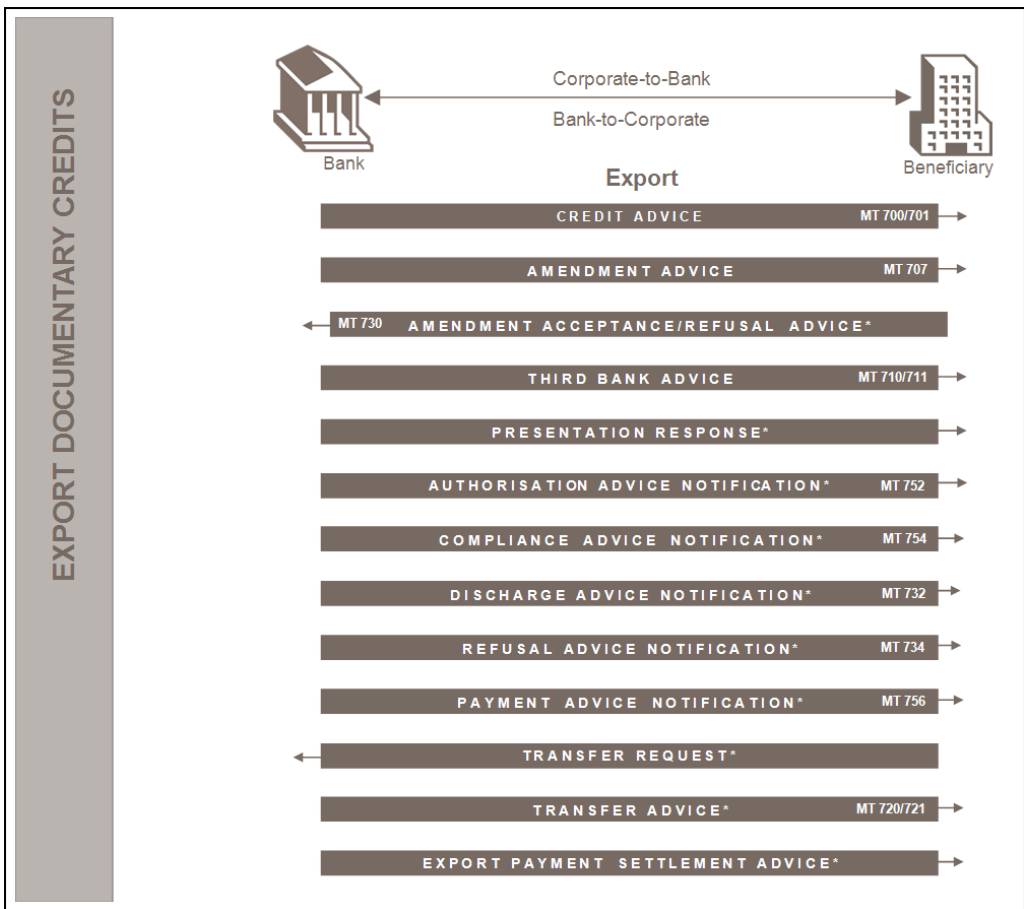 EXPORT DOCUMENTARY CREDITS
Corporate-to-Bank
Bank-to-Corporate
Bank
Beneficiary
Export
CREDIT ADVICE MT 700/701
AMENDMENT ADVICE MT 707
MT 730 AMENDMENT ACCEPTANCE/REFUSAL ADVICE*
THIRD BANK ADVICE MT 710/711
PRESENTATION RESPONSE*
AUTHORISATION ADVICE NOTIFICATION* MT 752
COMPLIANCE ADVICE NOTIFICATION* MT 754
DISCHARGE ADVICE NOTIFICATION* MT 732
REFUSAL ADVICE NOTIFICATION* MT 734
PAYMENT ADVICE NOTIFICATION* MT 756
TRANSFER REQUEST*
TRANSFER ADVICE* MT 720/721
EXPORT PAYMENT SETTLEMENT ADVICE*